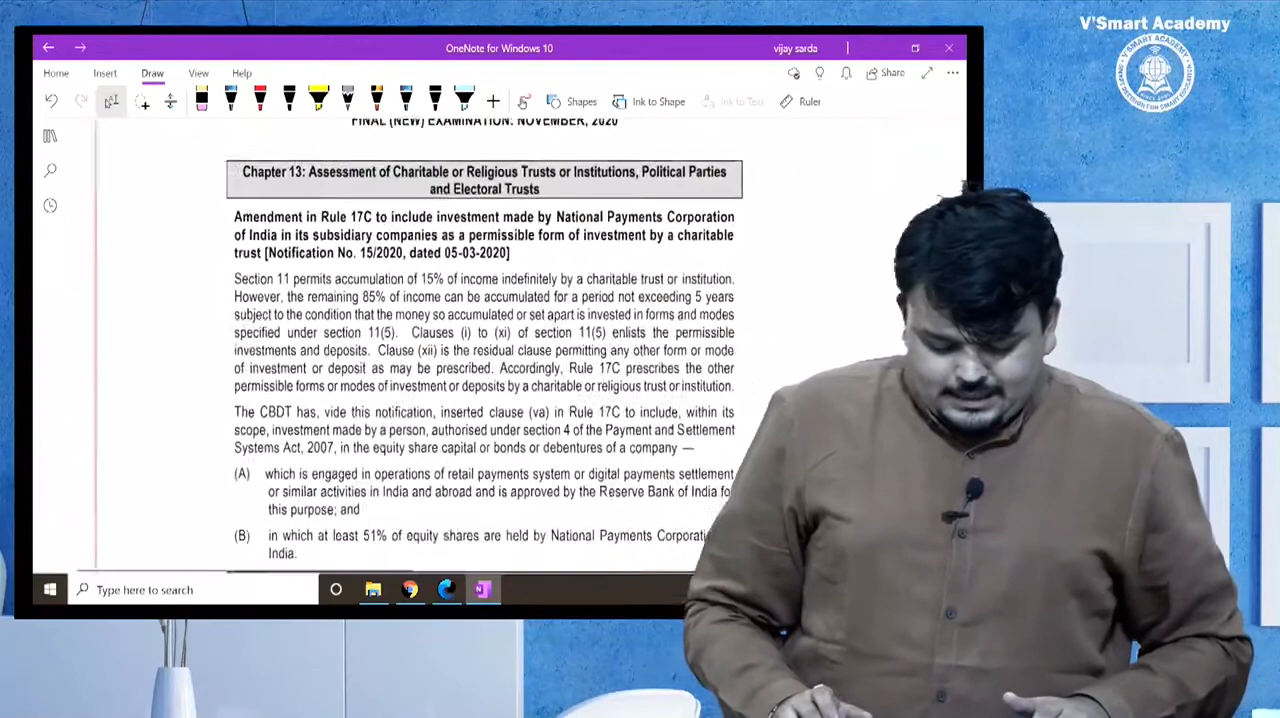 V'Smart Academy
V'SMART ACADEMY
OneNote for Windows 10
vijay sarda
Home Insert Draw View Help
Share
Shapes
Ink to Shape
Ink to Text
Ruler
FINAL (NEW) EXAMINATION: NOVEMBER, 2020
Chapter 13: Assessment of Charitable or Religious Trusts or Institutions, Political Parties
and Electoral Trusts
Amendment in Rule 17C to include investment made by National Payments Corporation
of India in its subsidiary companies as a permissible form of investment by a charitable
trust [Notification No. 15/2020, dated 05-03-2020]
Section 11 permits accumulation of 15% of income indefinitely by a charitable trust or institution.
However, the remaining 85% of income can be accumulated for a period not exceeding 5 years
subject to the condition that the money so accumulated or set apart is invested in forms and modes
specified under section 11(5). Clauses (i) to (xi) of section 11(5) enlists the permissible
investments and deposits. Clause (xii) is the residual clause permitting any other form or mode
of investment or deposit as may be prescribed. Accordingly, Rule 17C prescribes the other
permissible forms or modes of investment or deposits by a charitable or religious trust or institution.
The CBDT has, vide this notification, inserted clause (va) in Rule 17C to include, within its
scope, investment made by a person, authorised under section 4 of the Payment and Settlement
Systems Act, 2007, in the equity share capital or bonds or debentures of a company —
(A) which is engaged in operations of retail payments system or digital payments settlement
or similar activities in India and abroad and is approved by the Reserve Bank of India fo
this purpose; and
(B) in which at least 51% of equity shares are held by National Payments Corporati
India.
Type here to search